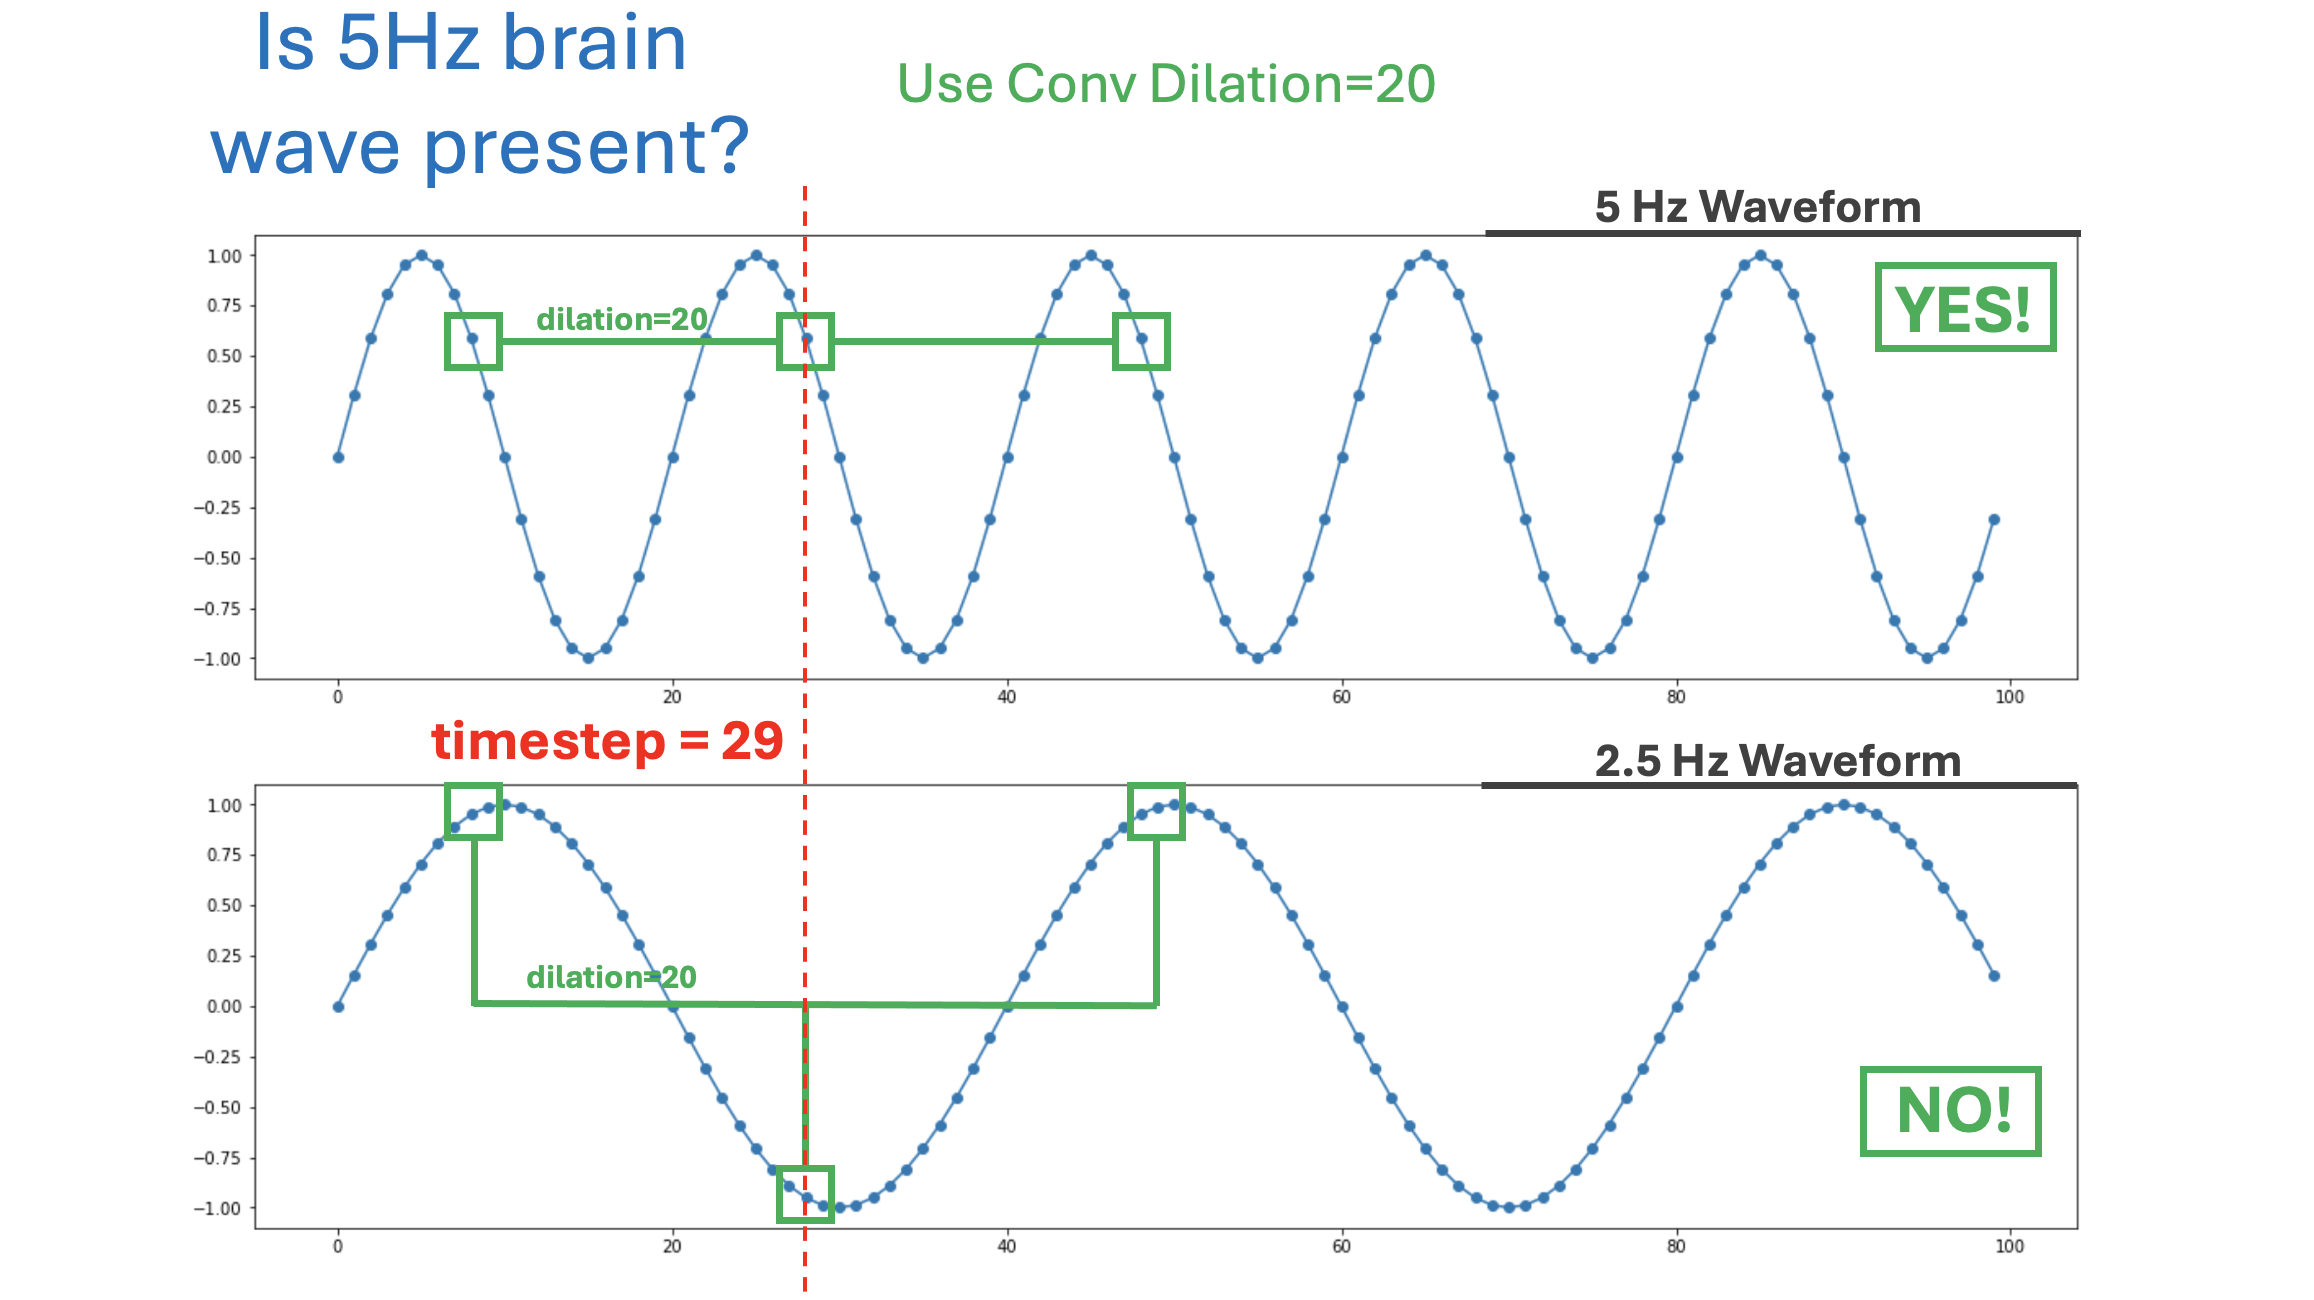 Is 5Hz brain
wave present?
Use Conv Dilation=20
5 Hz Waveform
1.00
0.75
0.50
0.25
0.00
−0.25
−0.50
−0.75
−1.00
dilation=20
YES!
0 20 40 60 80 100
timestep = 29
2.5 Hz Waveform
1.00
0.75
0.50
0.25
0.00
−0.25
−0.50
−0.75
−1.00
dilation=20
NO!
0 20 40 60 80 100